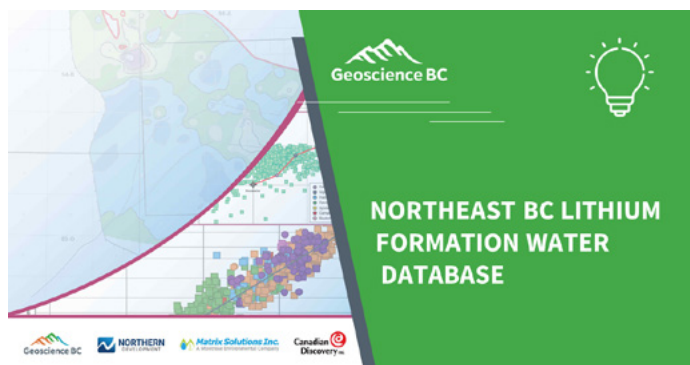 Geoscience BC
NORTHEAST BC LITHIUM
FORMATION WATER
DATABASE
Geoscience BC
NORTHERN
DEVELOPMENT
Matrix Solutions Inc.
A Montrose Environmental Company
Canadian
Discovery